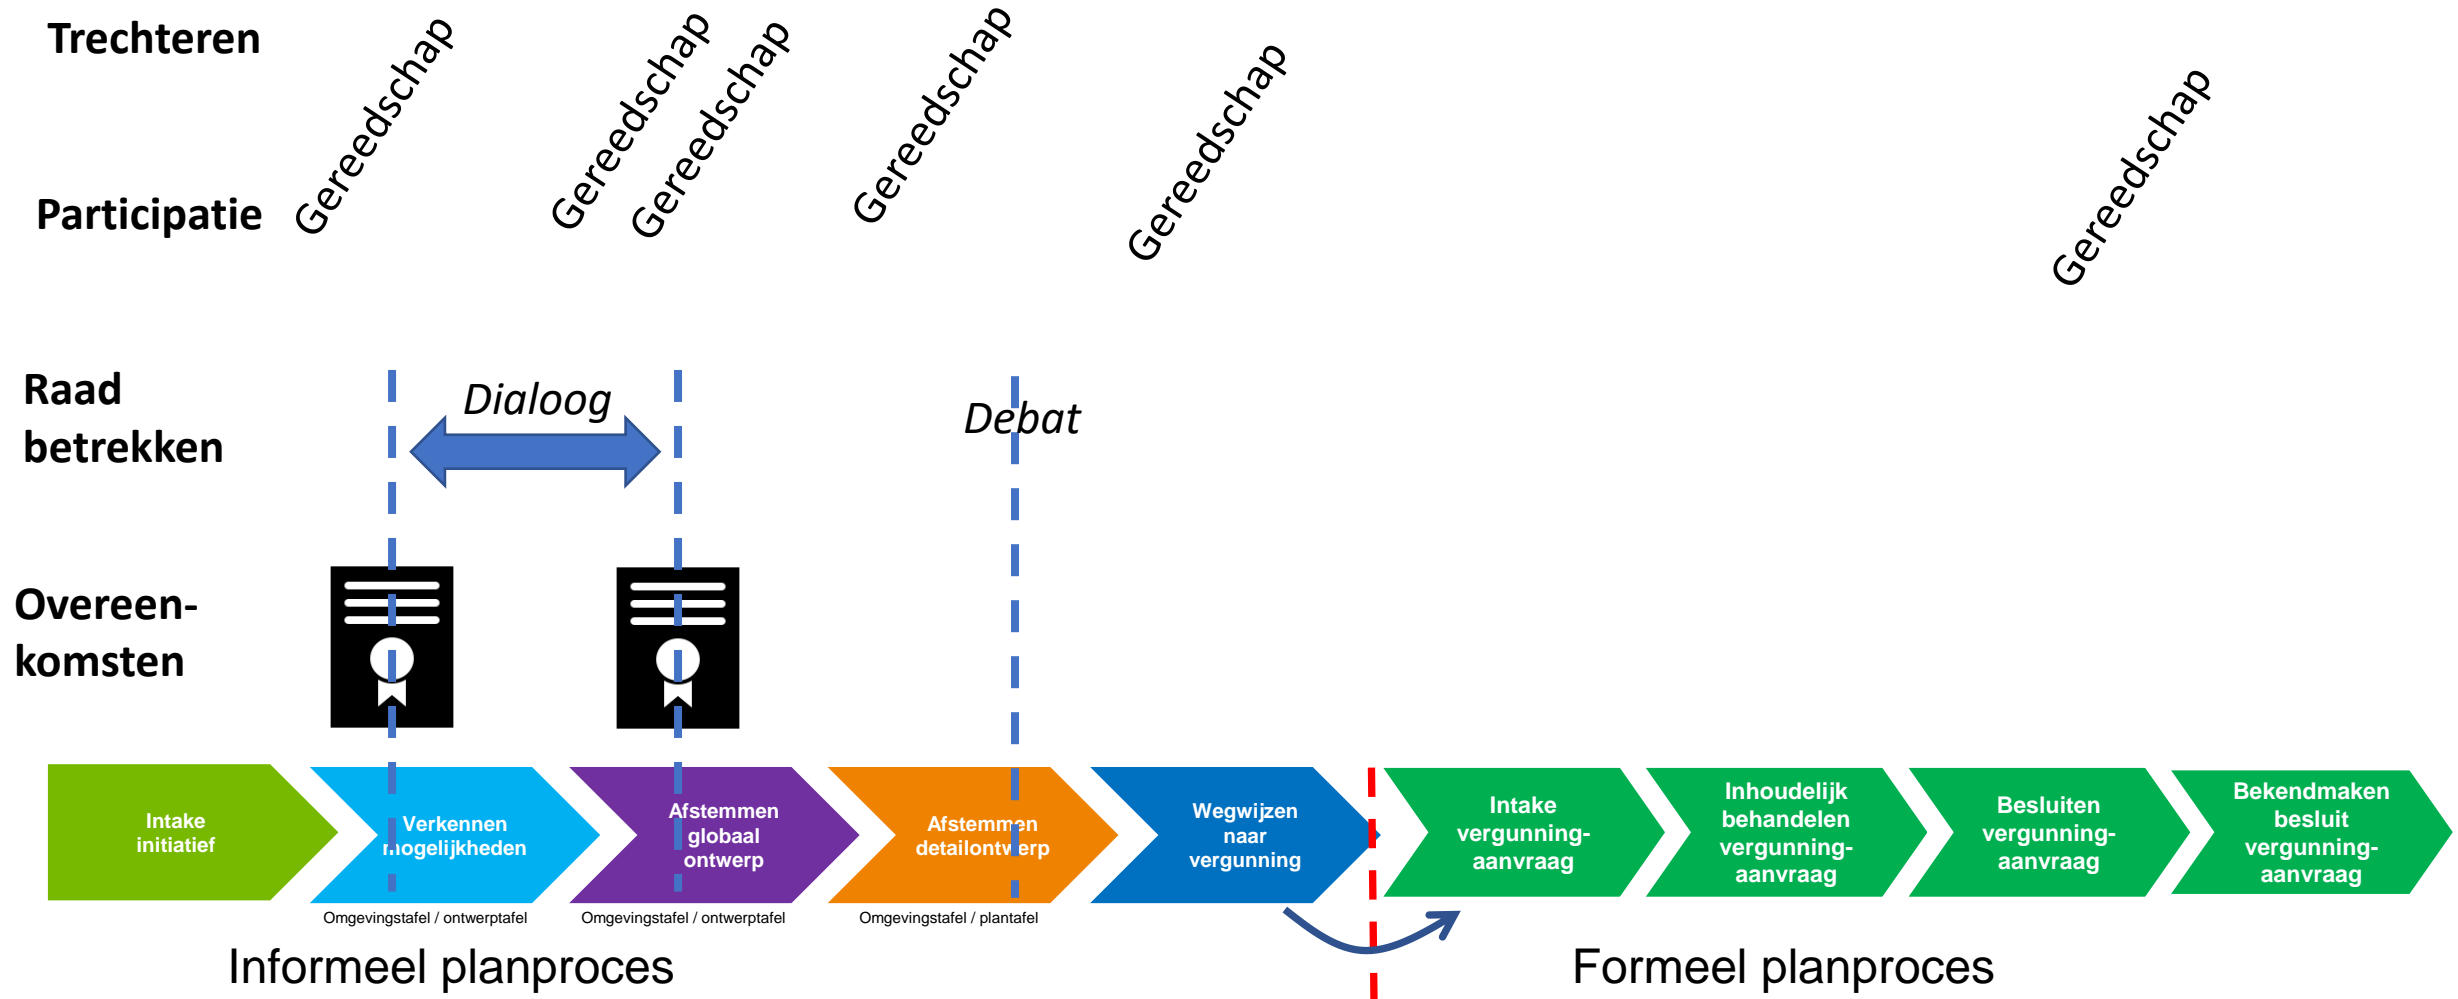 Trechteren
Gereedschap
Gereedschap
Gereedschap
Gereedschap
Gereedschap
Gereedschap
Participatie
Raad
betrekken
Dialoog
Debat
Overeen-
komsten
Intake
initiatief
Verkennen
mogelijkheden
Afstemmen
globaal
ontwerp
Afstemmen
detailontwerp
Wegwijzen
naar
vergunning
Intake
vergunning-
aanvraag
Inhoudelijk
behandelen
vergunning-
aanvraag
Besluiten
vergunning-
aanvraag
Bekendmaken
besluit
vergunning-
aanvraag
Omgevingstafel / ontwerptafel
Omgevingstafel / ontwerptafel
Omgevingstafel / plantafel
Informeel planproces
Formeel planproces